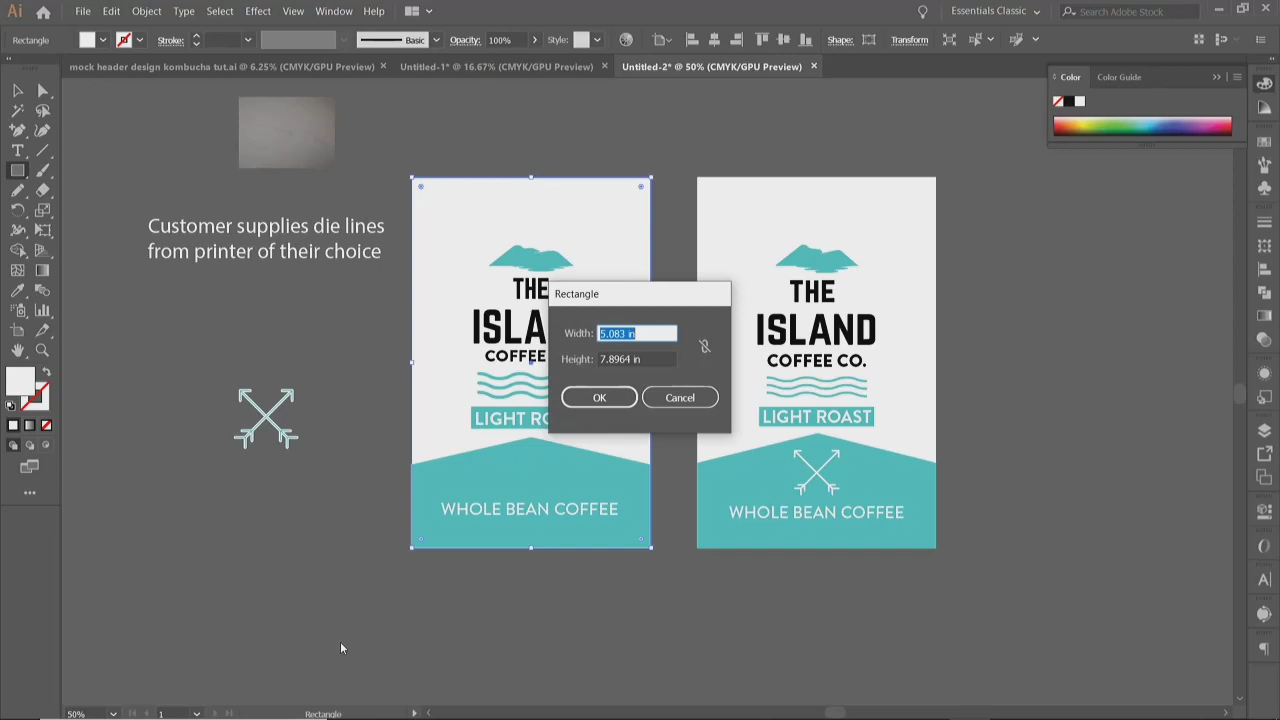 Ai File Edit Object Type Select Effect View Window Help Essentials Classic Search Adobe Stock
Rectangle Stroke: Basic Opacity: 100% Style: Shape: Transform
mock header design kombucha tut.ai @ 6.25% (CMYK/GPU Preview) × Untitled-1* @ 16.67% (CMYK/GPU Preview) × Untitled-2* @ 50% (CMYK/GPU Preview) ×
Color Color Guide
Customer supplies die lines
from printer of their choice
THE
ISLA
COFFEE
LIGHT RO
WHOLE BEAN COFFEE
Rectangle
Width: 5.083 in
Height: 7.8964 in
OK Cancel
THE
ISLAND
COFFEE CO.
LIGHT ROAST
WHOLE BEAN COFFEE
50% 1 Rectangle